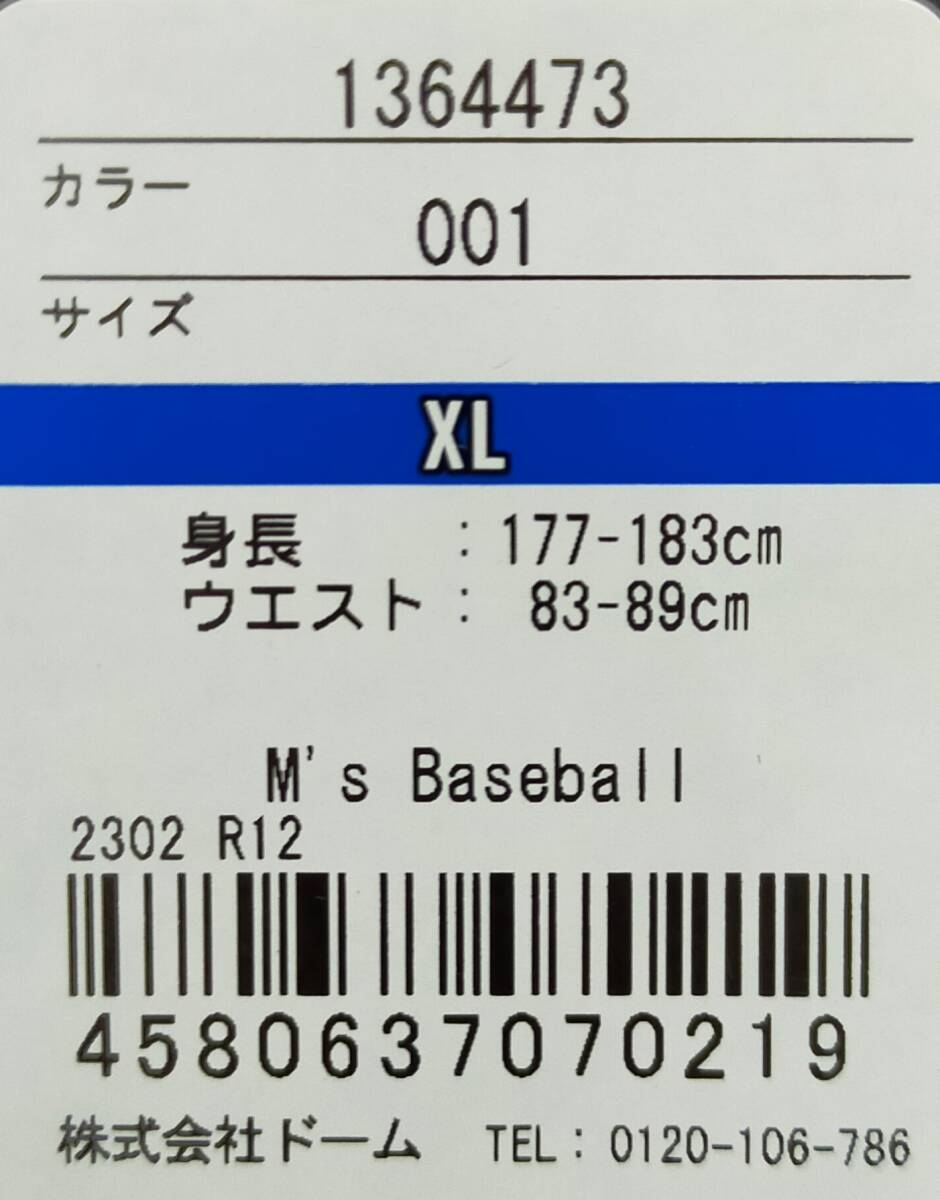 1364473
カラー
001
サイズ
XL
身長 : 177-183cm
ウエスト : 83-89cm
M's Baseball
2302 R12
4580637070219
株式会社ドーム TEL: 0120-106-786